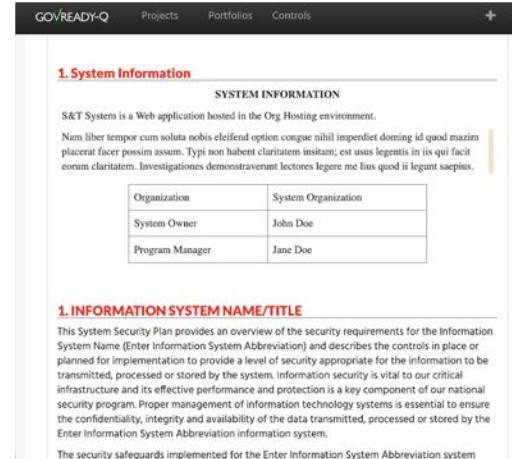 GOVREADY-Q Projects Portfolios Controls +
1. System Information
SYSTEM INFORMATION
S&T System is a Web application hosted in the Org Hosting environment.
Nam liber tempor cum soluta nobis eleifend option congue nihil imperdiet doming id quod mazim
placerat facer possim assum. Typi non habent claritatem insitam; est usus legentis in iis qui facit
eorum claritatem. Investigationes demonstraverunt lectores legere me lius quod ii legunt saepius.
Organization System Organization
System Owner John Doe
Program Manager Jane Doe
1. INFORMATION SYSTEM NAME/TITLE
This System Security Plan provides an overview of the security requirements for the Information
System Name (Enter Information System Abbreviation) and describes the controls in place or
planned for implementation to provide a level of security appropriate for the information to be
transmitted, processed or stored by the system. Information security is vital to our critical
infrastructure and its effective performance and protection is a key component of our national
security program. Proper management of information technology systems is essential to ensure
the confidentiality, integrity and availability of the data transmitted, processed or stored by the
Enter Information System Abbreviation information system.
The security safeguards implemented for the Enter Information System Abbreviation system